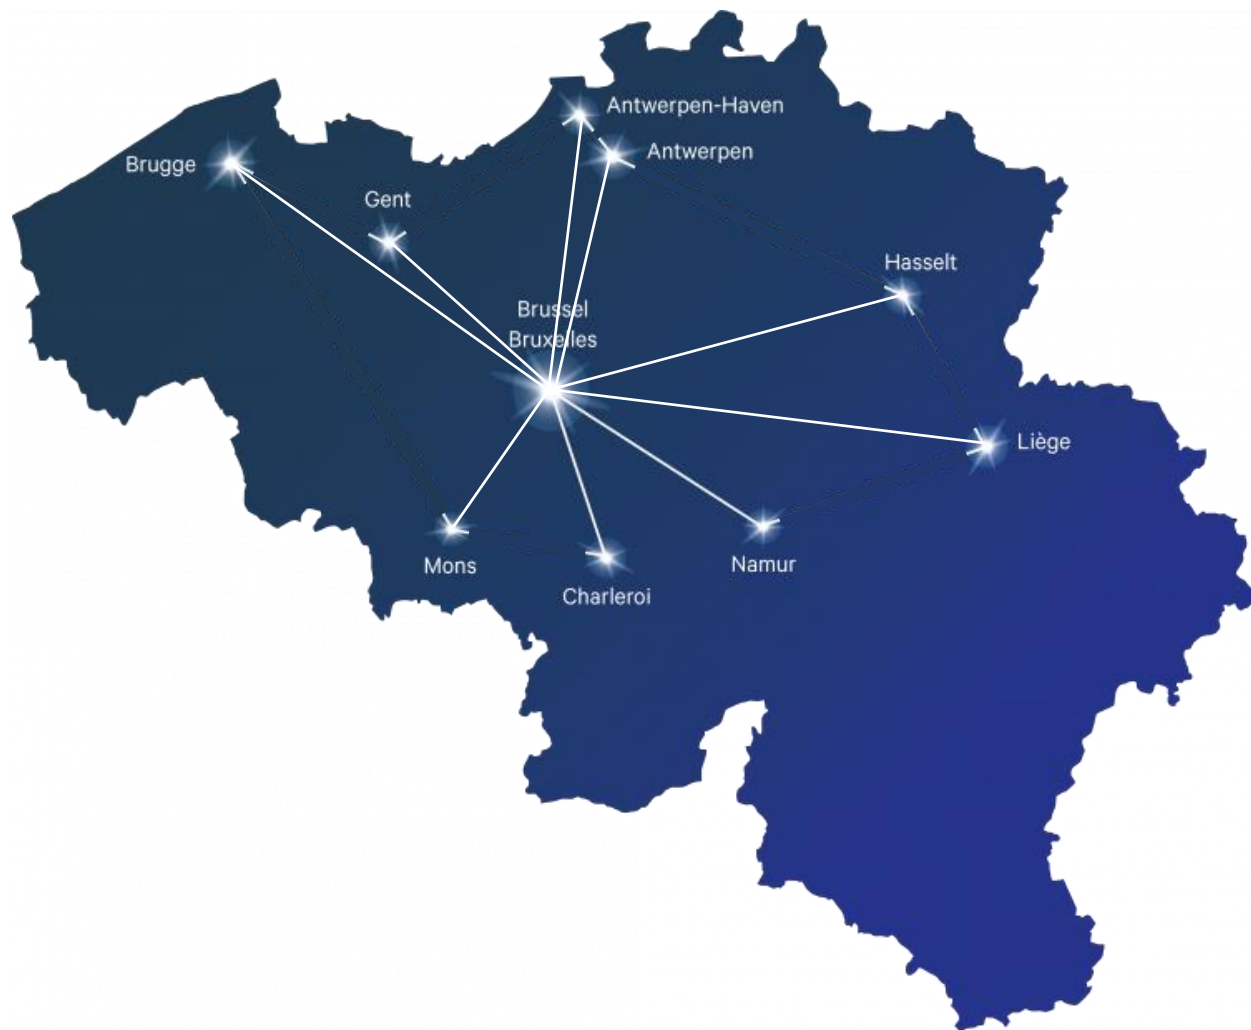 Antwerpen-Haven
Antwerpen
Brugge
Gent
Hasselt
Brussel
Bruxelles
Liège
Mons
Namur
Charleroi